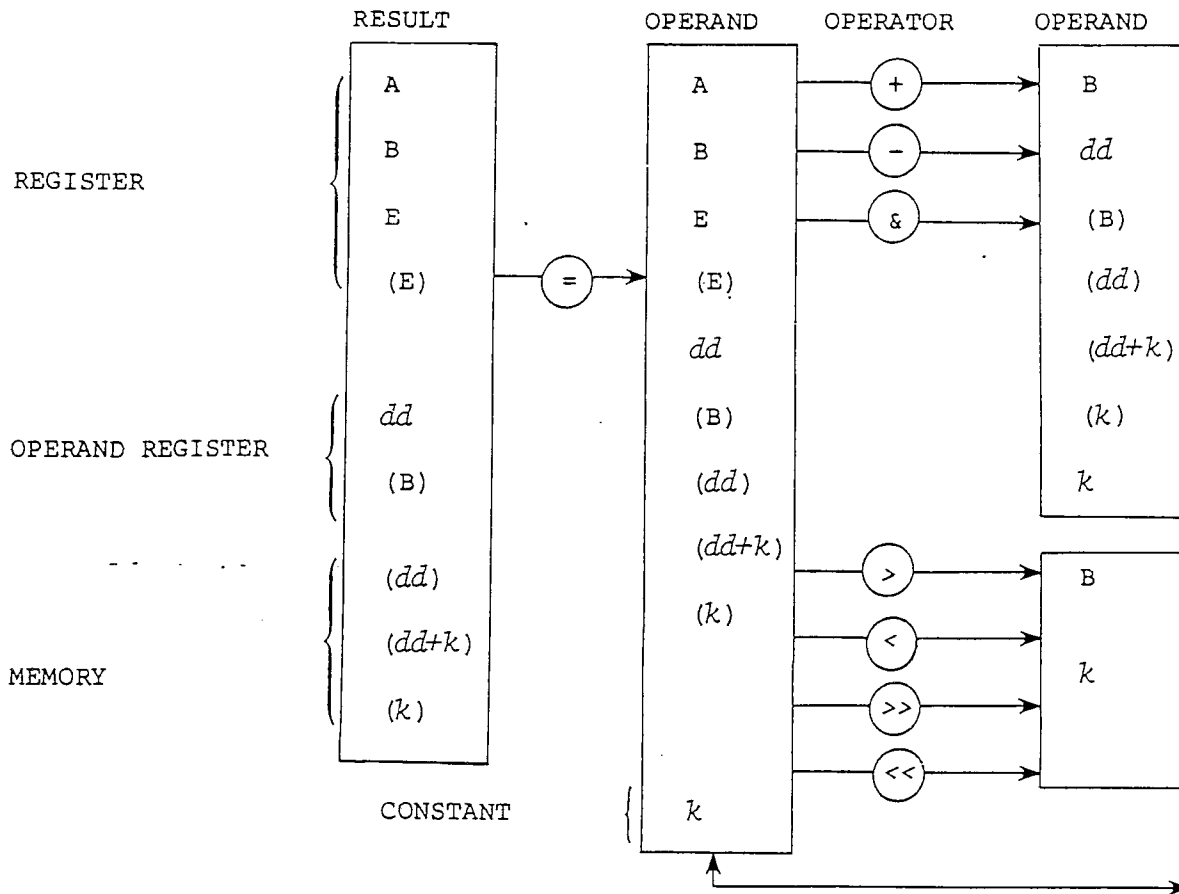 RESULT OPERAND OPERATOR OPERAND
A A + B
B B - dd
REGISTER
E E & (B)
(E) = (E) (dd)
dd (dd+k)
dd (B) (k)
OPERAND REGISTER
(B) (dd) k
(dd+k)
(dd) > B
(dd+k) (k) <
MEMORY k
(k) >>
<<
CONSTANT k